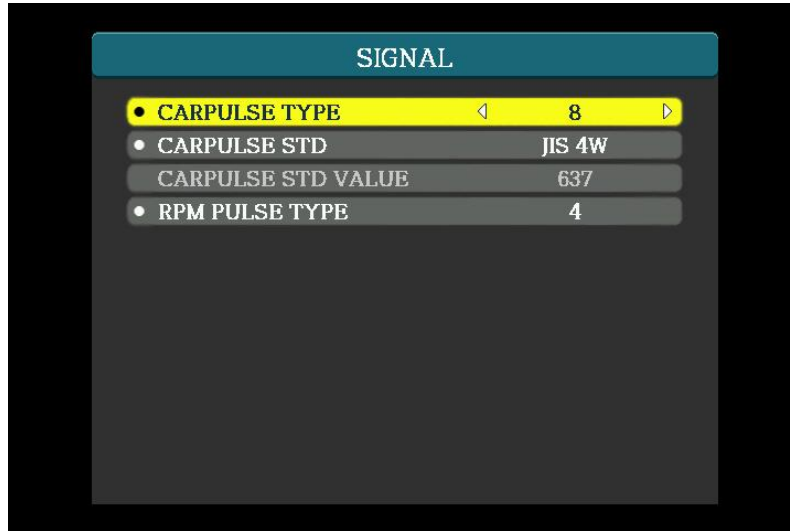 SIGNAL
CARPULSE TYPE 8
CARPULSE STD JIS 4W
CARPULSE STD VALUE 637
RPM PULSE TYPE 4